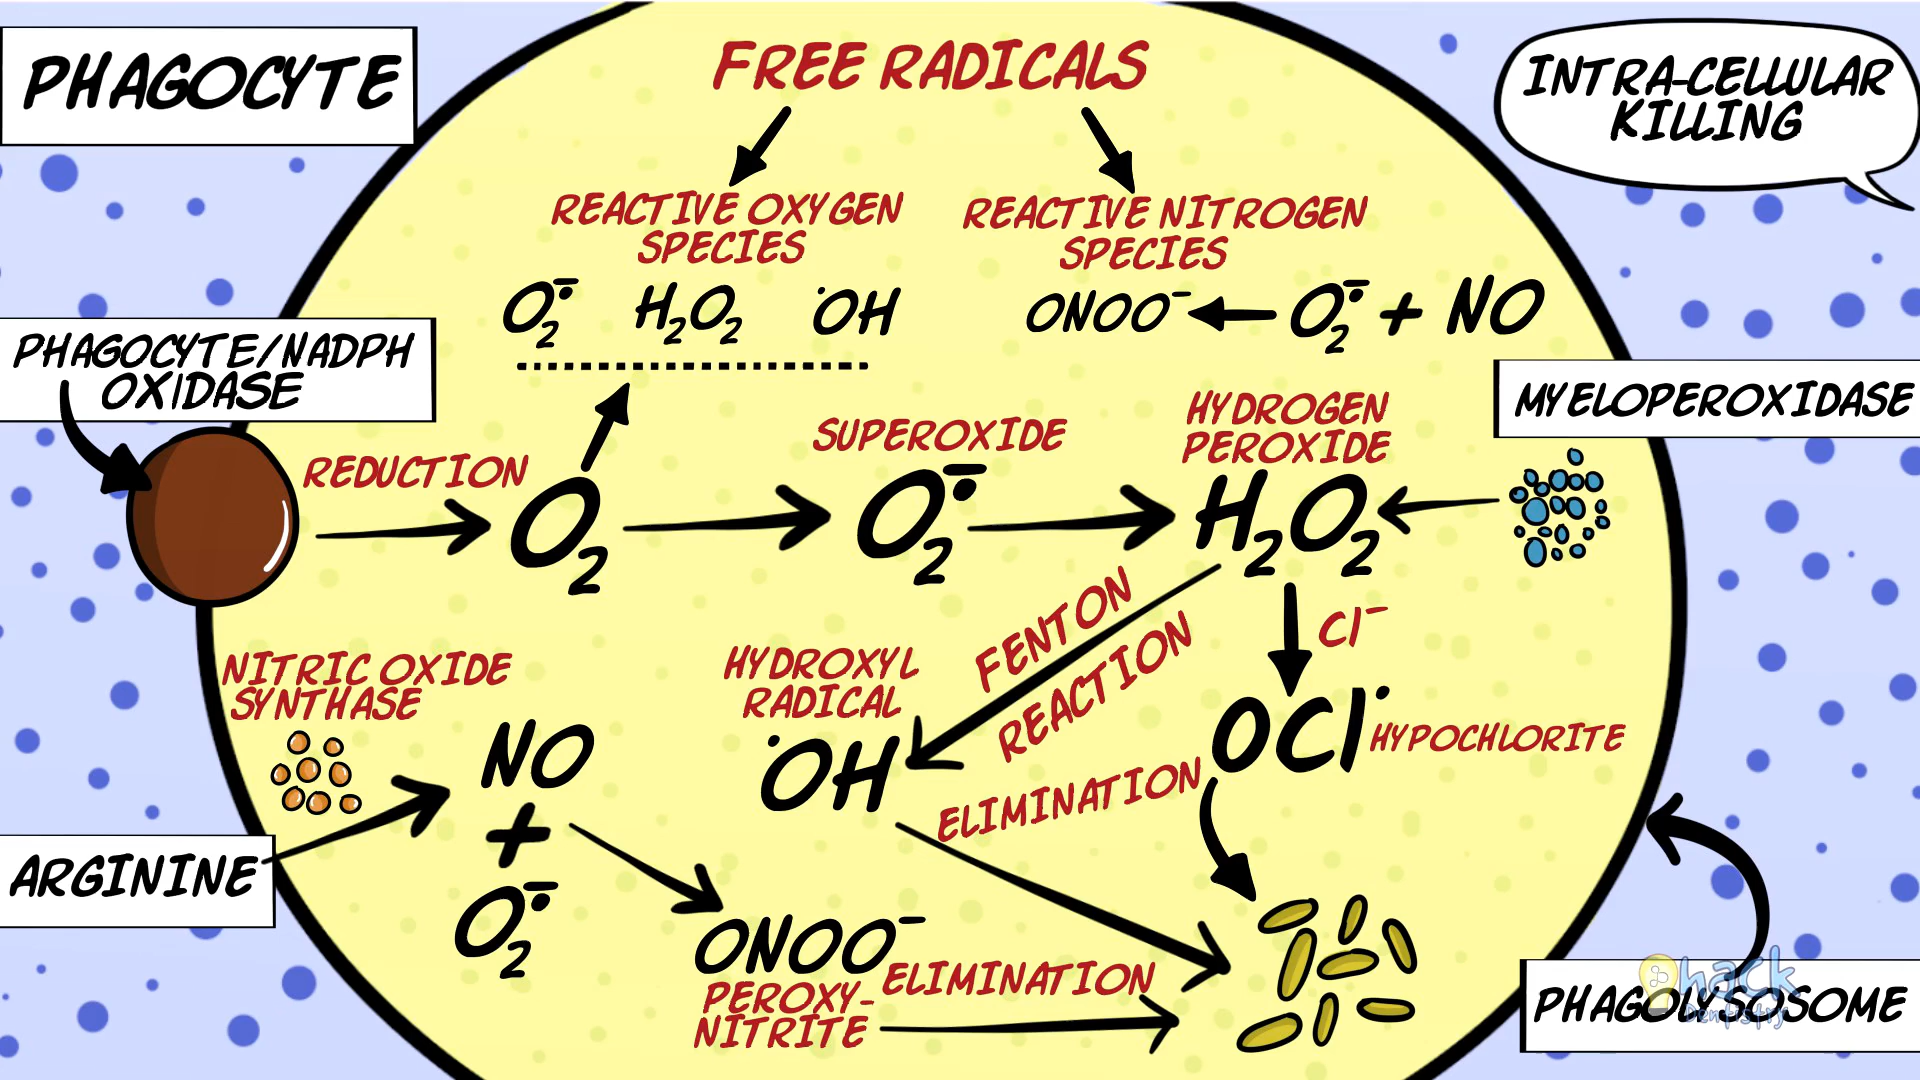 PHAGOCYTE
FREE RADICALS
INTRA-CELLULAR
KILLING
REACTIVE OXYGEN
SPECIES
REACTIVE NITROGEN
SPECIES
O₂•̄ H₂O₂ •OH
ONOO⁻ ← O₂•̄ + NO
PHAGOCYTE/NADPH
OXIDASE
MYELOPEROXIDASE
REDUCTION
O₂
SUPEROXIDE
O₂•̄
HYDROGEN
PEROXIDE
H₂O₂
FENTON
REACTION
Cl⁻
NITRIC OXIDE
SYNTHASE
HYDROXYL
RADICAL
•OH
OCl•
HYPOCHLORITE
ELIMINATION
ARGININE
NO
+
O₂•̄
ONOO⁻
PEROXY-
NITRITE
ELIMINATION
PHAGOLYSOSOME
hack
Dentistry